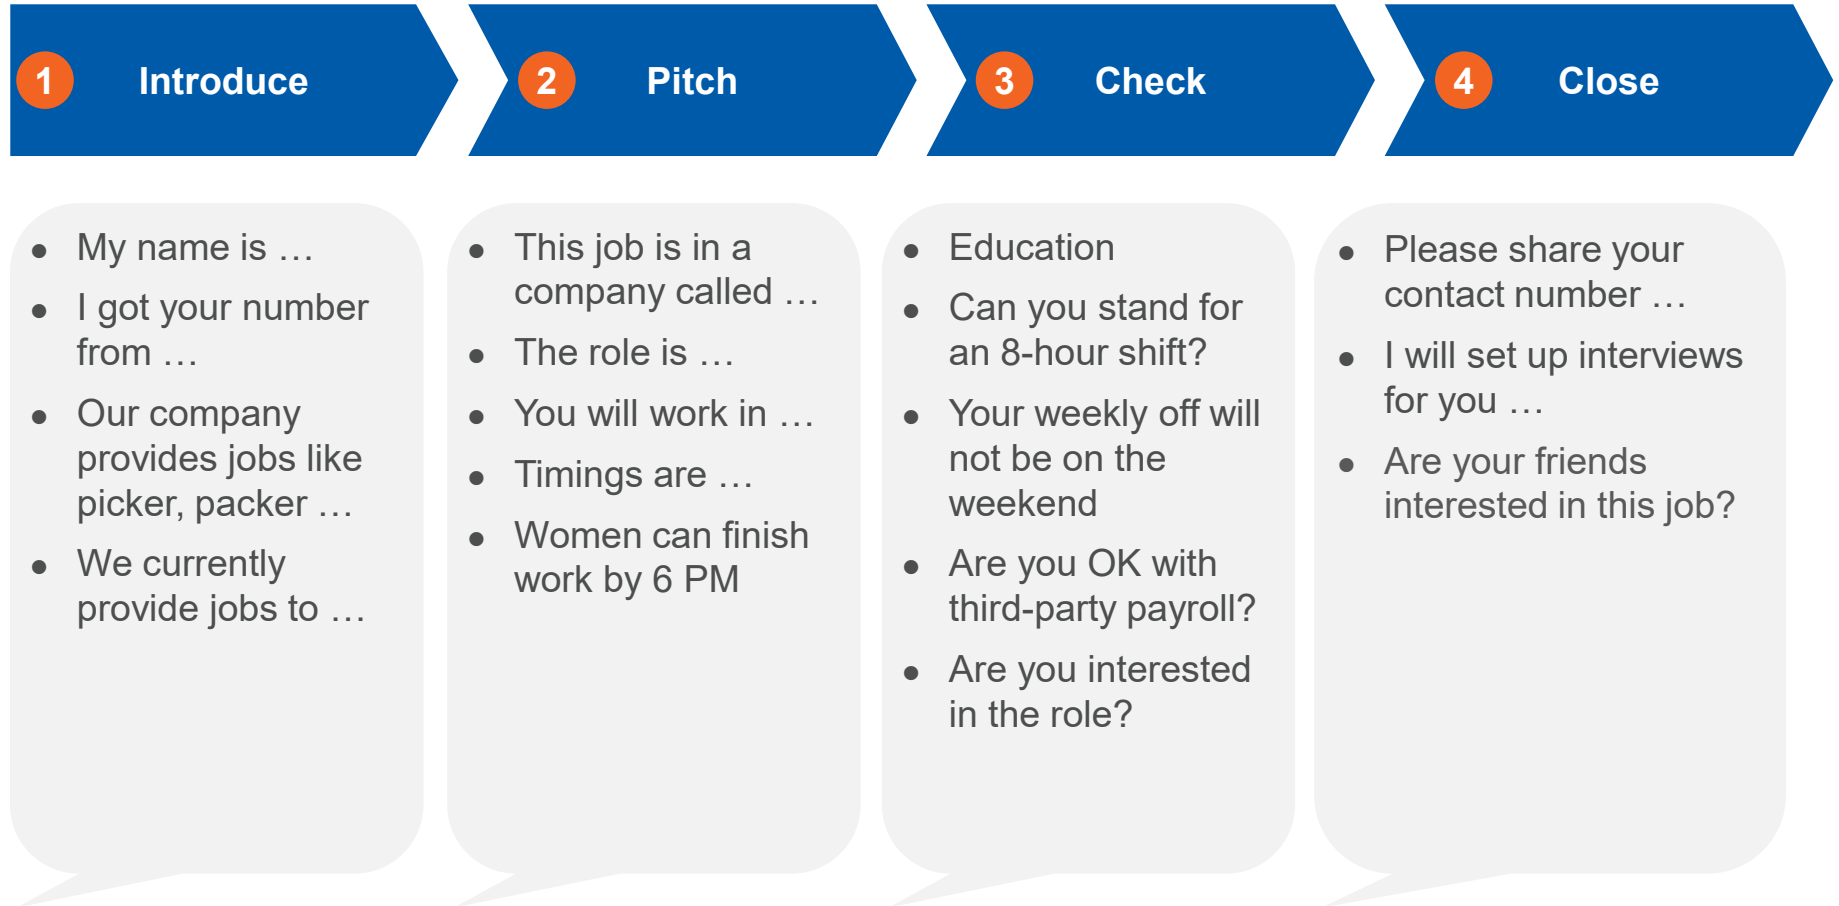 1 Introduce
2 Pitch
3 Check
4 Close
● My name is …
● I got your number
from …
● Our company
provides jobs like
picker, packer …
● We currently
provide jobs to …
● This job is in a
company called …
● The role is …
● You will work in …
● Timings are …
● Women can finish
work by 6 PM
● Education
● Can you stand for
an 8-hour shift?
● Your weekly off will
not be on the
weekend
● Are you OK with
third-party payroll?
● Are you interested
in the role?
● Please share your
contact number …
● I will set up interviews
for you …
● Are your friends
interested in this job?